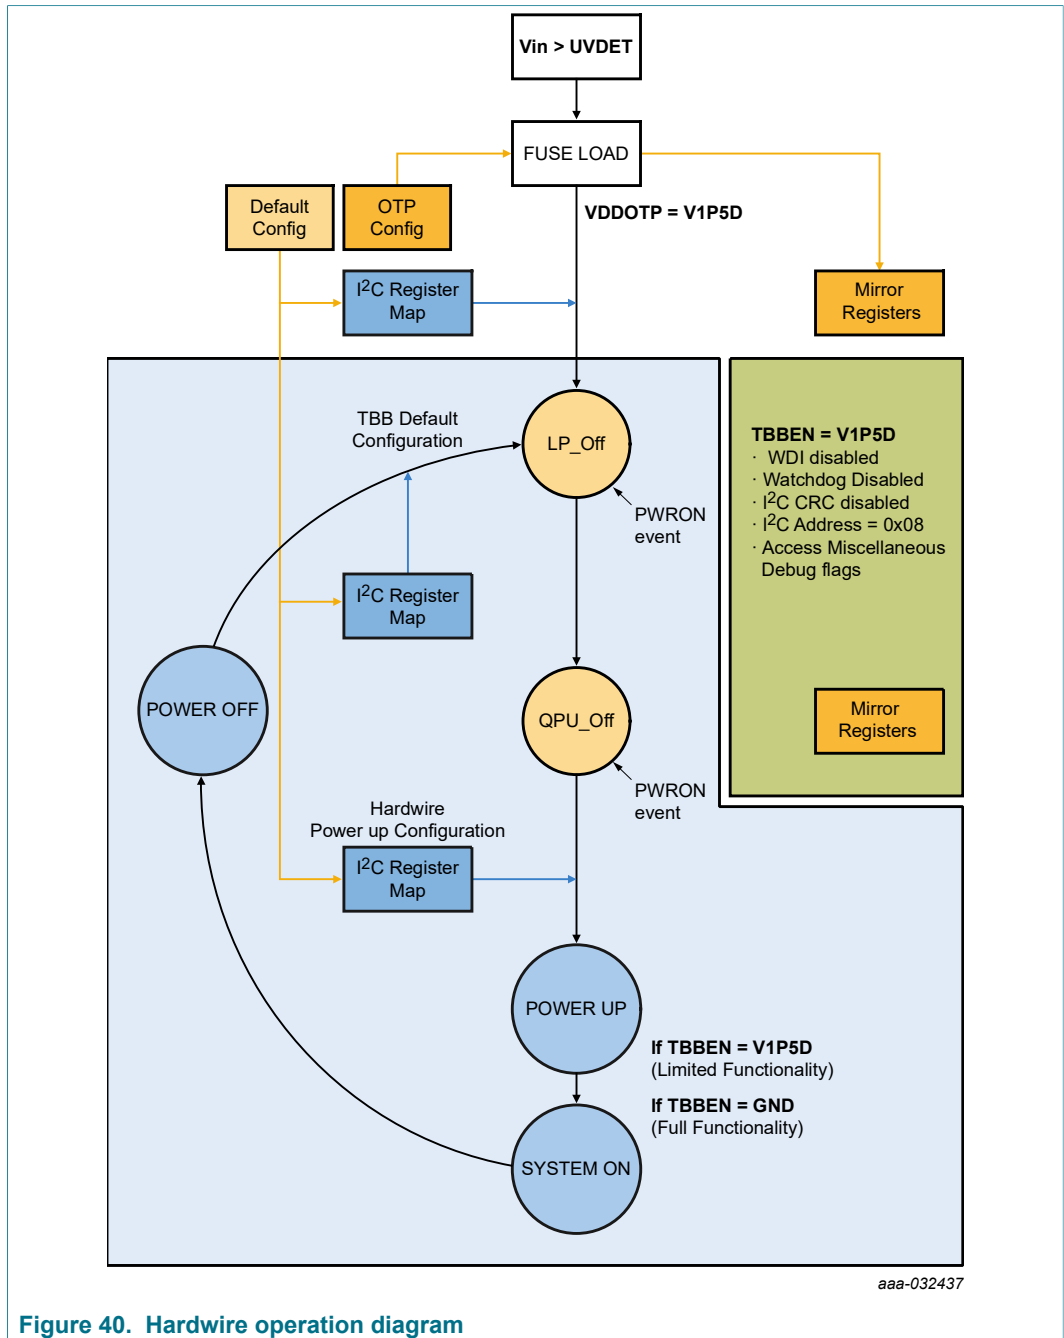 Vin > UVDET
FUSE LOAD
VDDOTP = V1P5D
Default
Config
OTP
Config
I²C Register
Map
Mirror
Registers
TBB Default
Configuration
LP_Off
PWRON
event
TBBEN = V1P5D
· WDI disabled
· Watchdog Disabled
· I²C CRC disabled
· I²C Address = 0x08
· Access Miscellaneous
Debug flags
I²C Register
Map
POWER OFF
QPU_Off
Mirror
Registers
PWRON
event
Hardwire
Power up Configuration
I²C Register
Map
POWER UP
If TBBEN = V1P5D
(Limited Functionality)
If TBBEN = GND
(Full Functionality)
SYSTEM ON
aaa-032437
Figure 40. Hardwire operation diagram